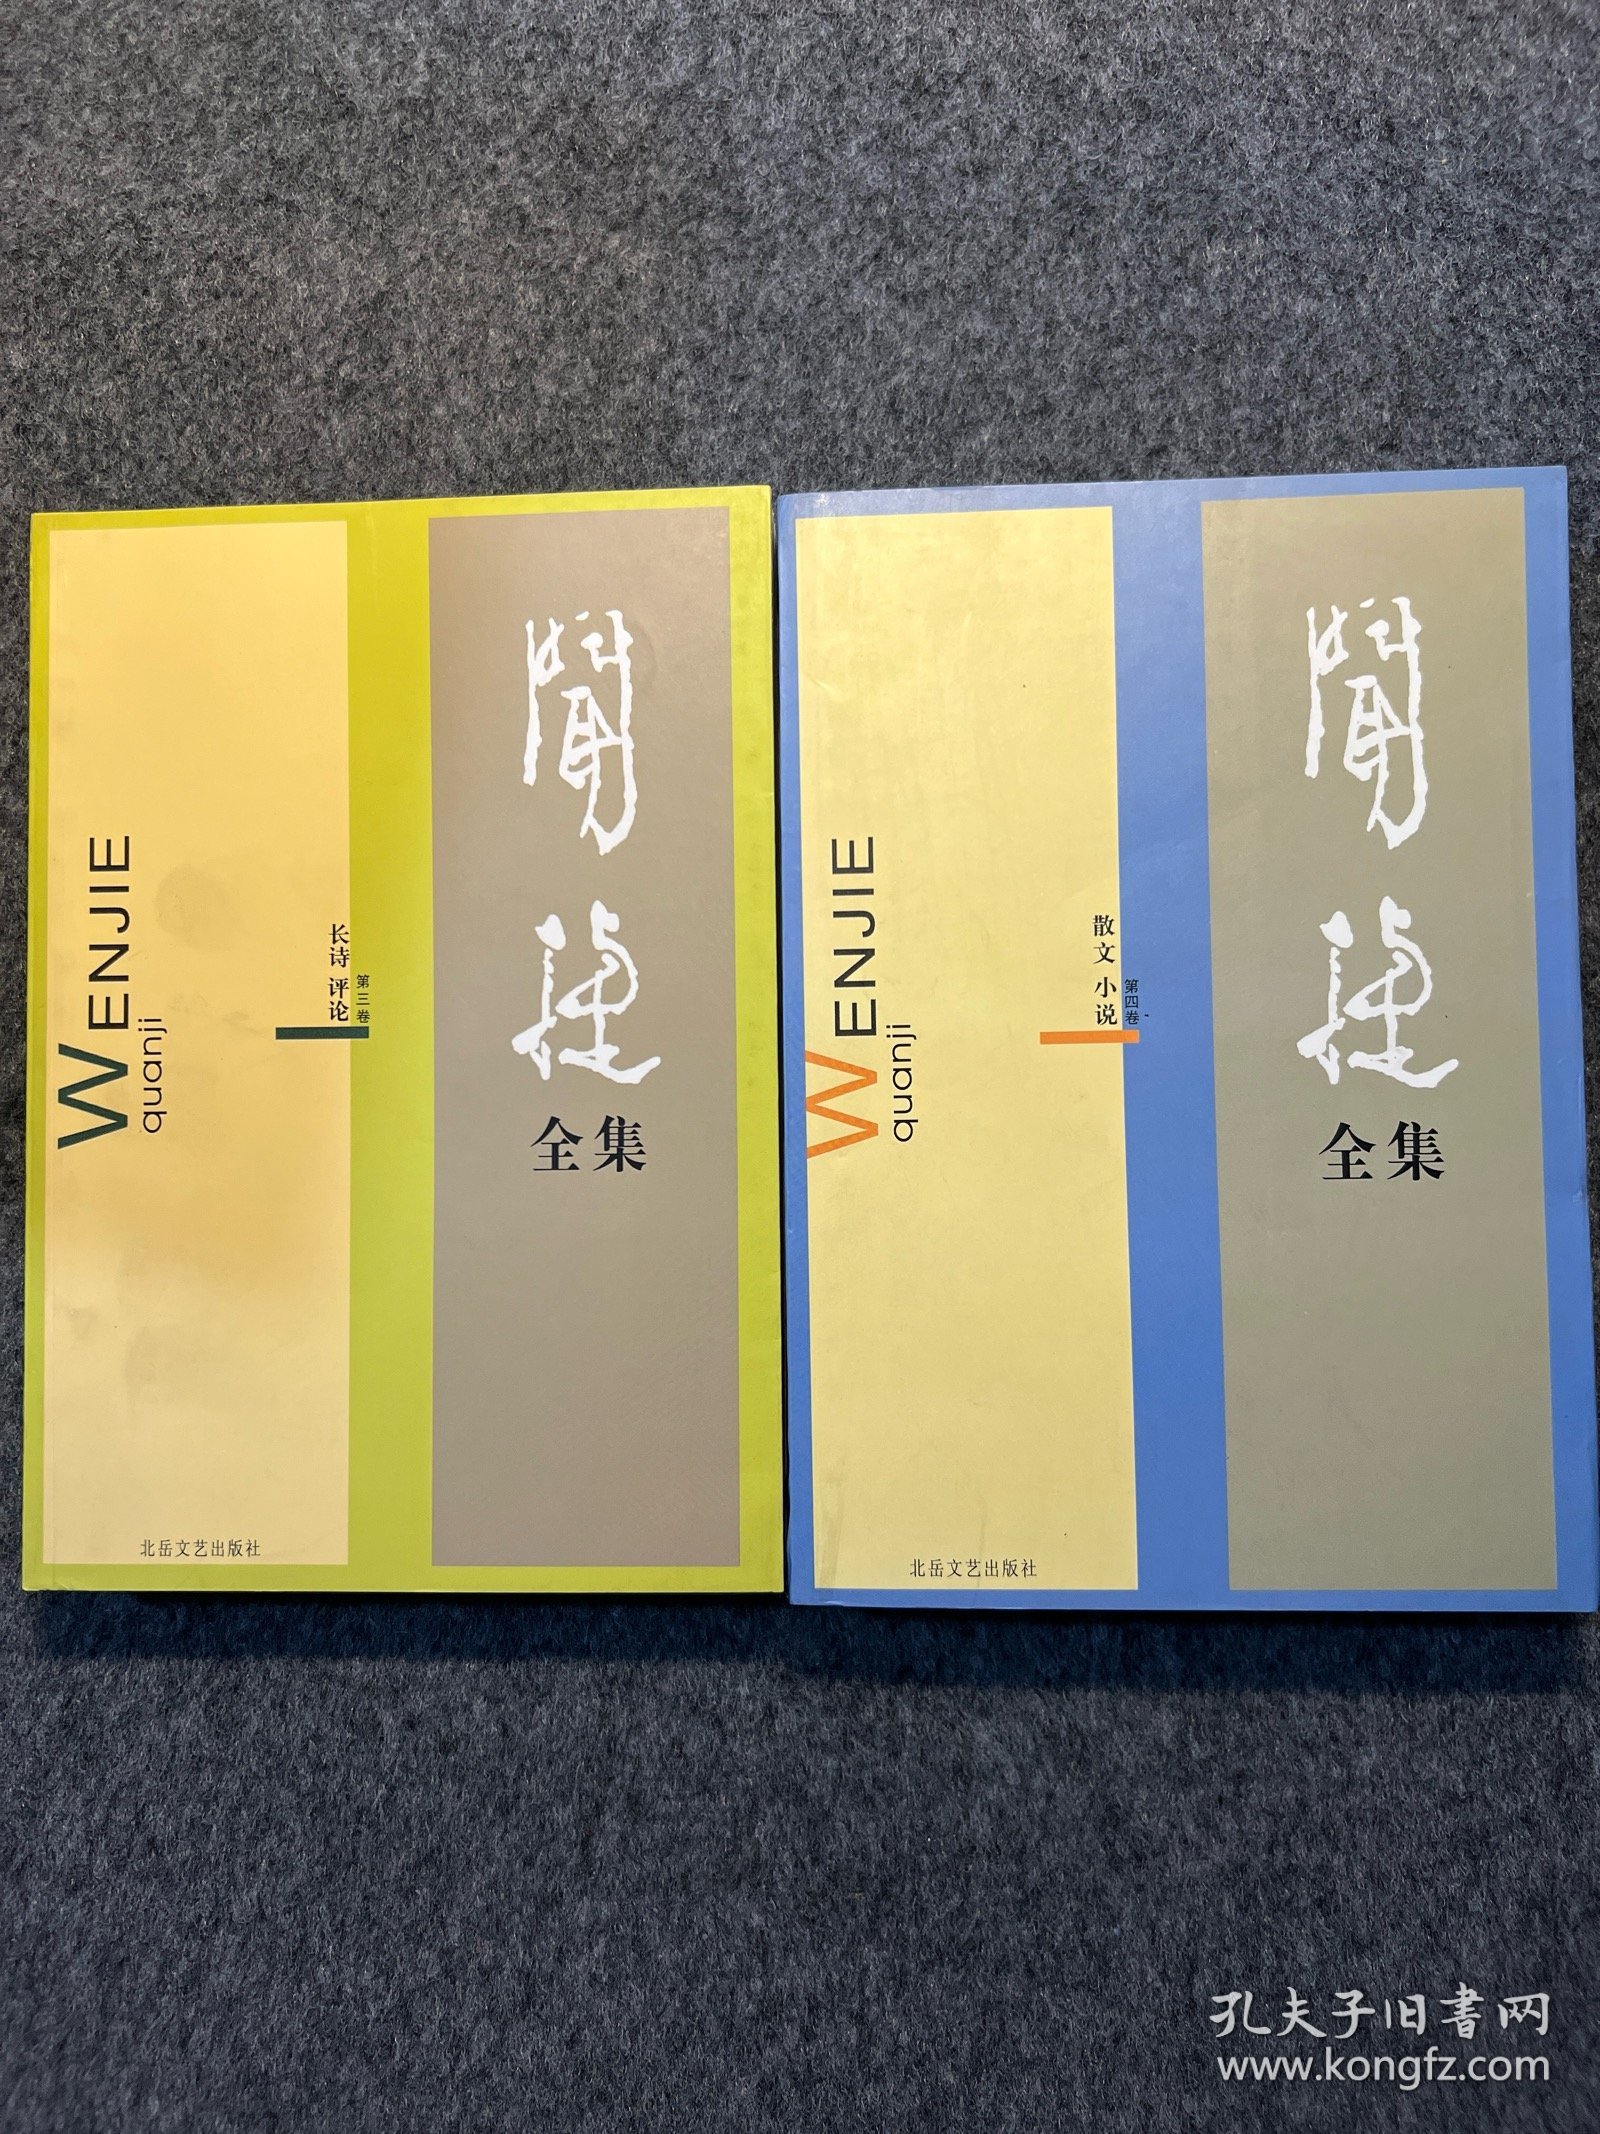 聞捷
全集
WENJIE
quanji
长诗 评论
第三卷
北岳文艺出版社
聞捷
全集
WENJIE
quanji
散文 小说
第四卷
北岳文艺出版社
孔夫子旧书网
www.kongfz.com